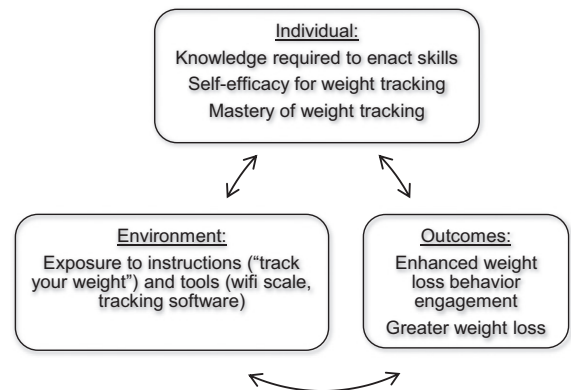 Individual:
Knowledge required to enact skills
Self-efficacy for weight tracking
Mastery of weight tracking
Environment:
Exposure to instructions (“track
your weight”) and tools (wifi scale,
tracking software)
Outcomes:
Enhanced weight
loss behavior
engagement
Greater weight loss